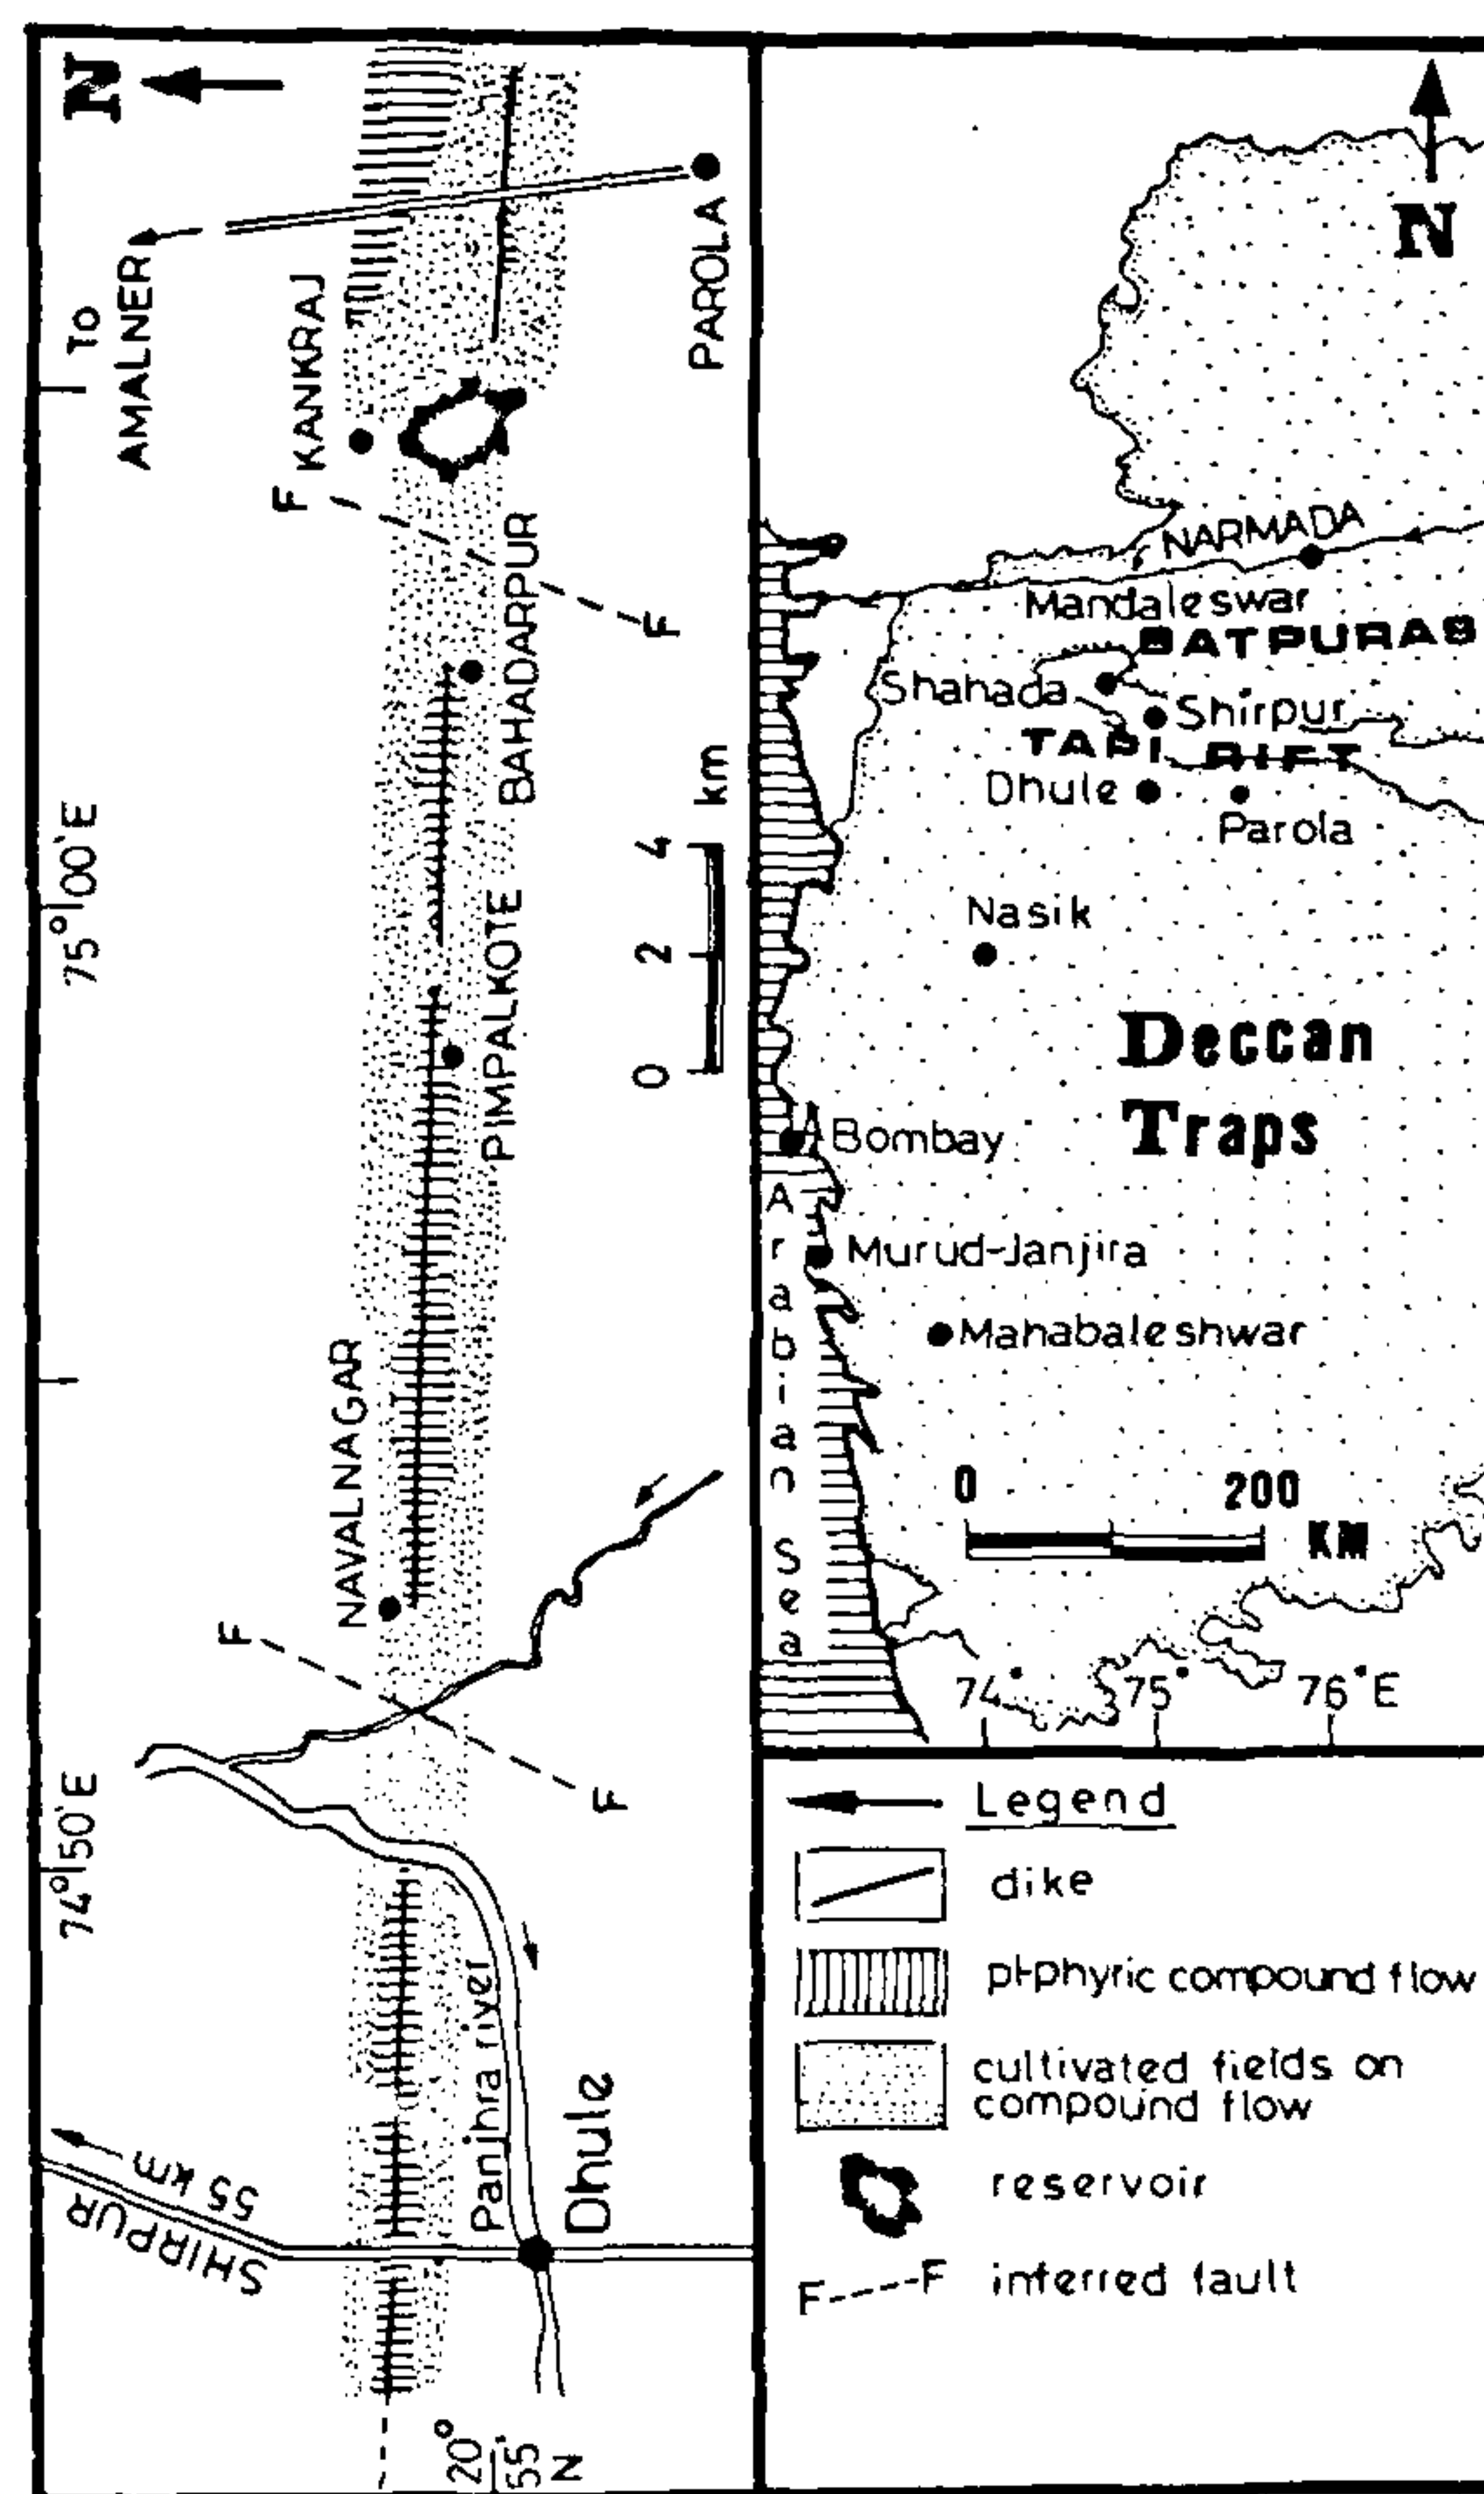 N
To
AMALNER
KANKRAJ
PAROLA
F
F
BAHADARPUR
75° 00' E
PIMPALKOTE
0 2 4 km
NAVALNAGAR
F
F
74° 50' E
Panjhra river
Dhule
SHIRPUR
55 km
20°
55'
N
N
NARMADA
Mandaleswar
SATPURAS
Shahada
Shirpur
TAPI RIFT
Dhule
Parola
Nasik
Deccan
Traps
Bombay
Arabian Sea
Murud-Janjira
Mahabaleshwar
0 200
KM
74° 75° 76° E
Legend
dike
pl-phyric compound flow
cultivated fields on
compound flow
reservoir
F----F inferred fault